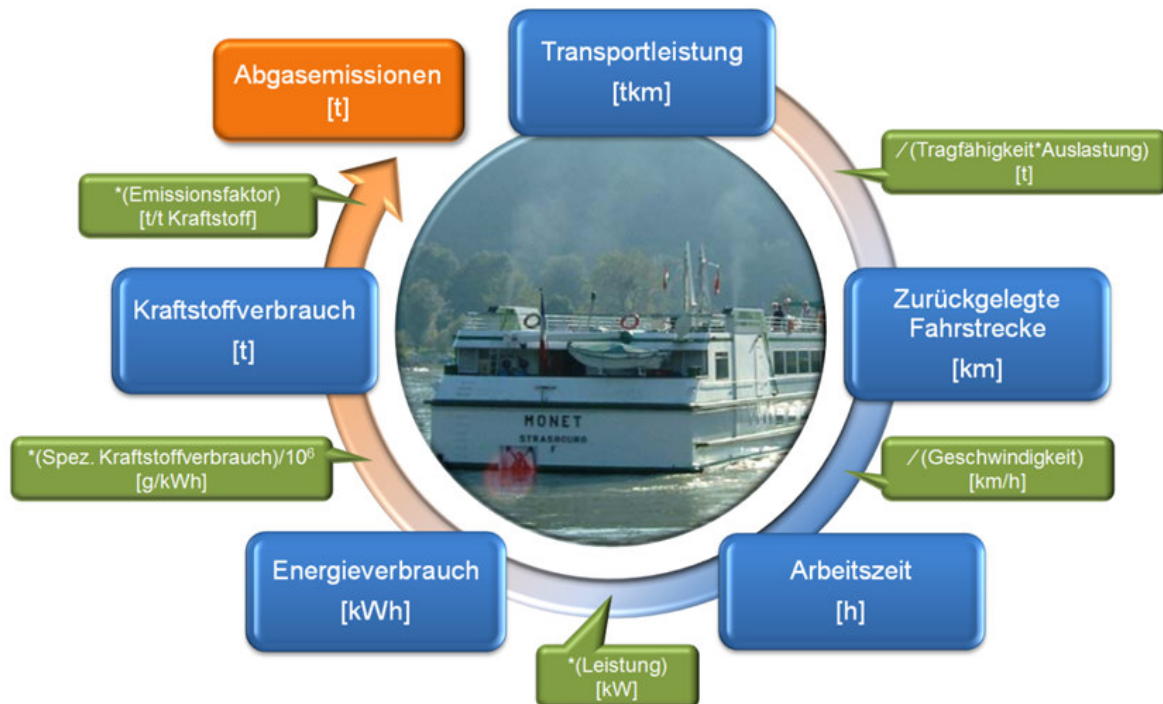 Transportleistung
[tkm]
/(Tragfähigkeit*Auslastung)
[t]
Zurückgelegte
Fahrstrecke
[km]
/(Geschwindigkeit)
[km/h]
Arbeitszeit
[h]
*(Leistung)
[kW]
Energieverbrauch
[kWh]
*(Spez. Kraftstoffverbrauch)/10⁶
[g/kWh]
Kraftstoffverbrauch
[t]
*(Emissionsfaktor)
[t/t Kraftstoff]
Abgasemissionen
[t]
MONET
STRASBOURG
F